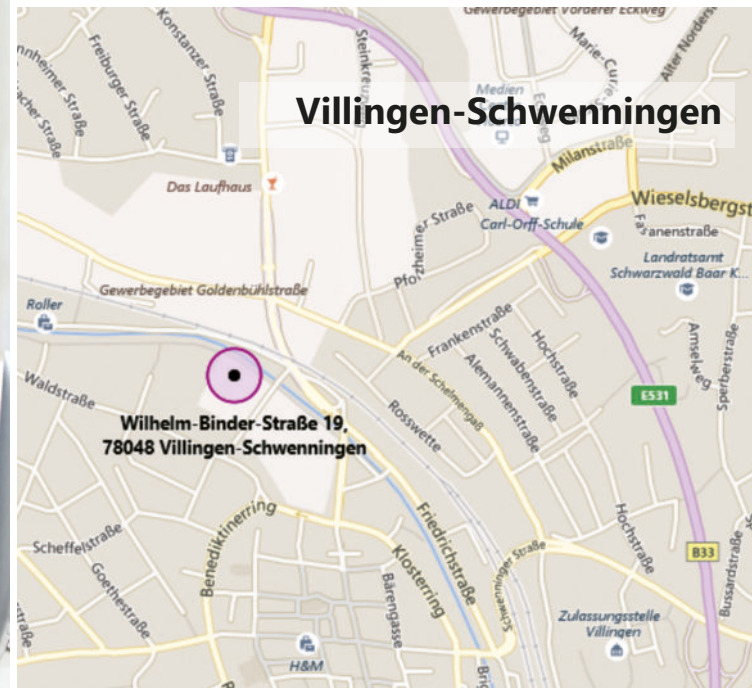 Gewerbegebiet Vorderer Eckweg
Konstanzer Straße
Freiburger Straße
Marie-Curie-
Alter Norders
Medien
Villingen-Schwenningen
Milanstraße
Das Laufhaus
ALDI
Wieselsbergst
Carl-Orff-Schule
Pforzheimer Straße
Landratsamt
Schwarzwald Baar K...
Gewerbegebiet Goldenbühlstraße
Roller
Frankenstraße
Hochstraße
Schwabenstraße
Amselweg
Sperberstraße
An der Schelmengaß
Alemannenstraße
Waldstraße
E531
Rosswette
Wilhelm-Binder-Straße 19,
78048 Villingen-Schwenningen
Benediktinerring
Friedrichstraße
Hochstraße
Scheffelstraße
B33
Klosterring
Schwenninger Straße
Goethestraße
Bärengasse
Bussardstraße
Zulassungsstelle
Villingen
H&M